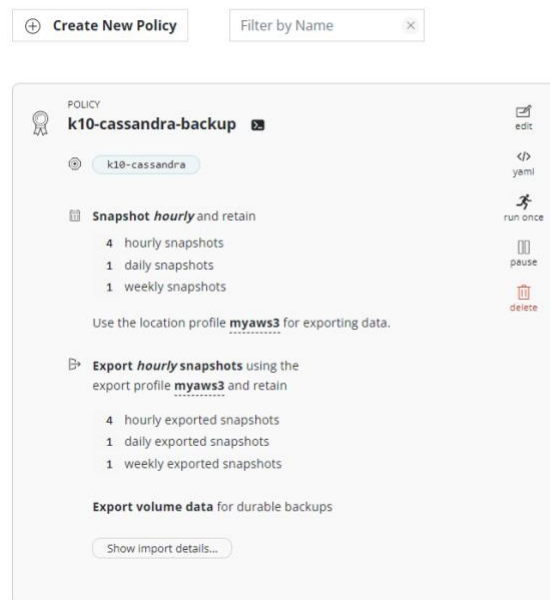 Create New Policy
Filter by Name
POLICY
k10-cassandra-backup
k10-cassandra
Snapshot hourly and retain
4 hourly snapshots
1 daily snapshots
1 weekly snapshots
Use the location profile myaws3 for exporting data.
Export hourly snapshots using the
export profile myaws3 and retain
4 hourly exported snapshots
1 daily exported snapshots
1 weekly exported snapshots
Export volume data for durable backups
Show import details...
edit
</>
yaml
run once
pause
delete